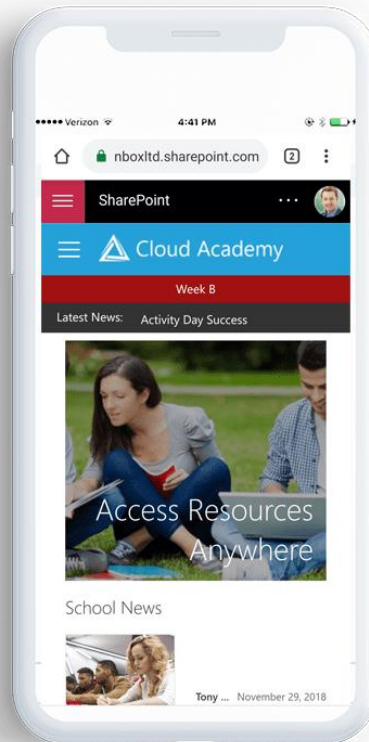 Verizon 4:41 PM
nboxltd.sharepoint.com 2
SharePoint ...
Cloud Academy
Week B
Latest News: Activity Day Success
Access Resources
Anywhere
School News
Tony ... November 29, 2018